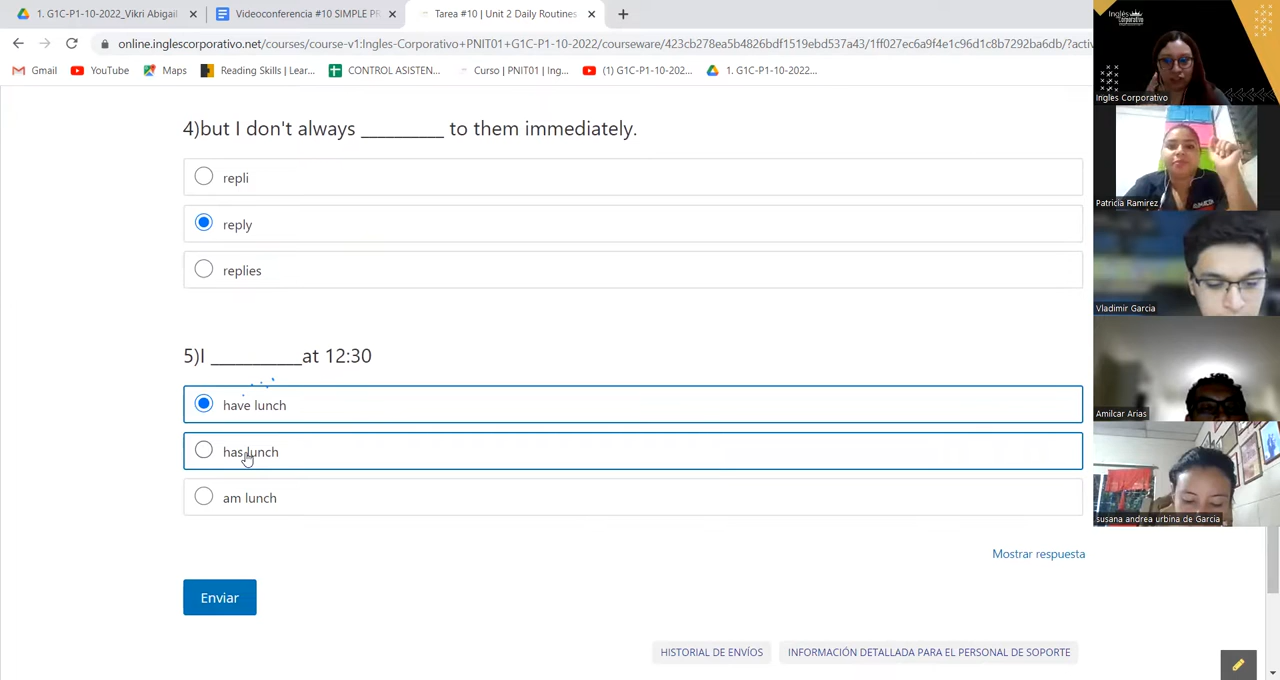 1. G1C-P1-10-2022_Vikri Abigail
Videoconferencia #10 SIMPLE PR
Tarea #10 | Unit 2 Daily Routines
online.inglescorporativo.net/courses/course-v1:Ingles-Corporativo+PNIT01+G1C-P1-10-2022/courseware/423cb278ea5b4826bdf1519ebd537a43/1ff027ec6a9f4e1c96d1c8b7292ba6db/?activ
Gmail
YouTube
Maps
Reading Skills | Lear...
CONTROL ASISTEN...
Curso | PNIT01 | Ing...
(1) G1C-P1-10-202...
1. G1C-P1-10-2022...
4)but I don't always __________ to them immediately.
repli
reply
replies
5)I ___________at 12:30
have lunch
has lunch
am lunch
Mostrar respuesta
Enviar
HISTORIAL DE ENVÍOS
INFORMACIÓN DETALLADA PARA EL PERSONAL DE SOPORTE
Inglés
Corporativo
Ingles Corporativo
Patricia Ramirez
Vladimir Garcia
Amilcar Arias
susana andrea urbina de Garcia